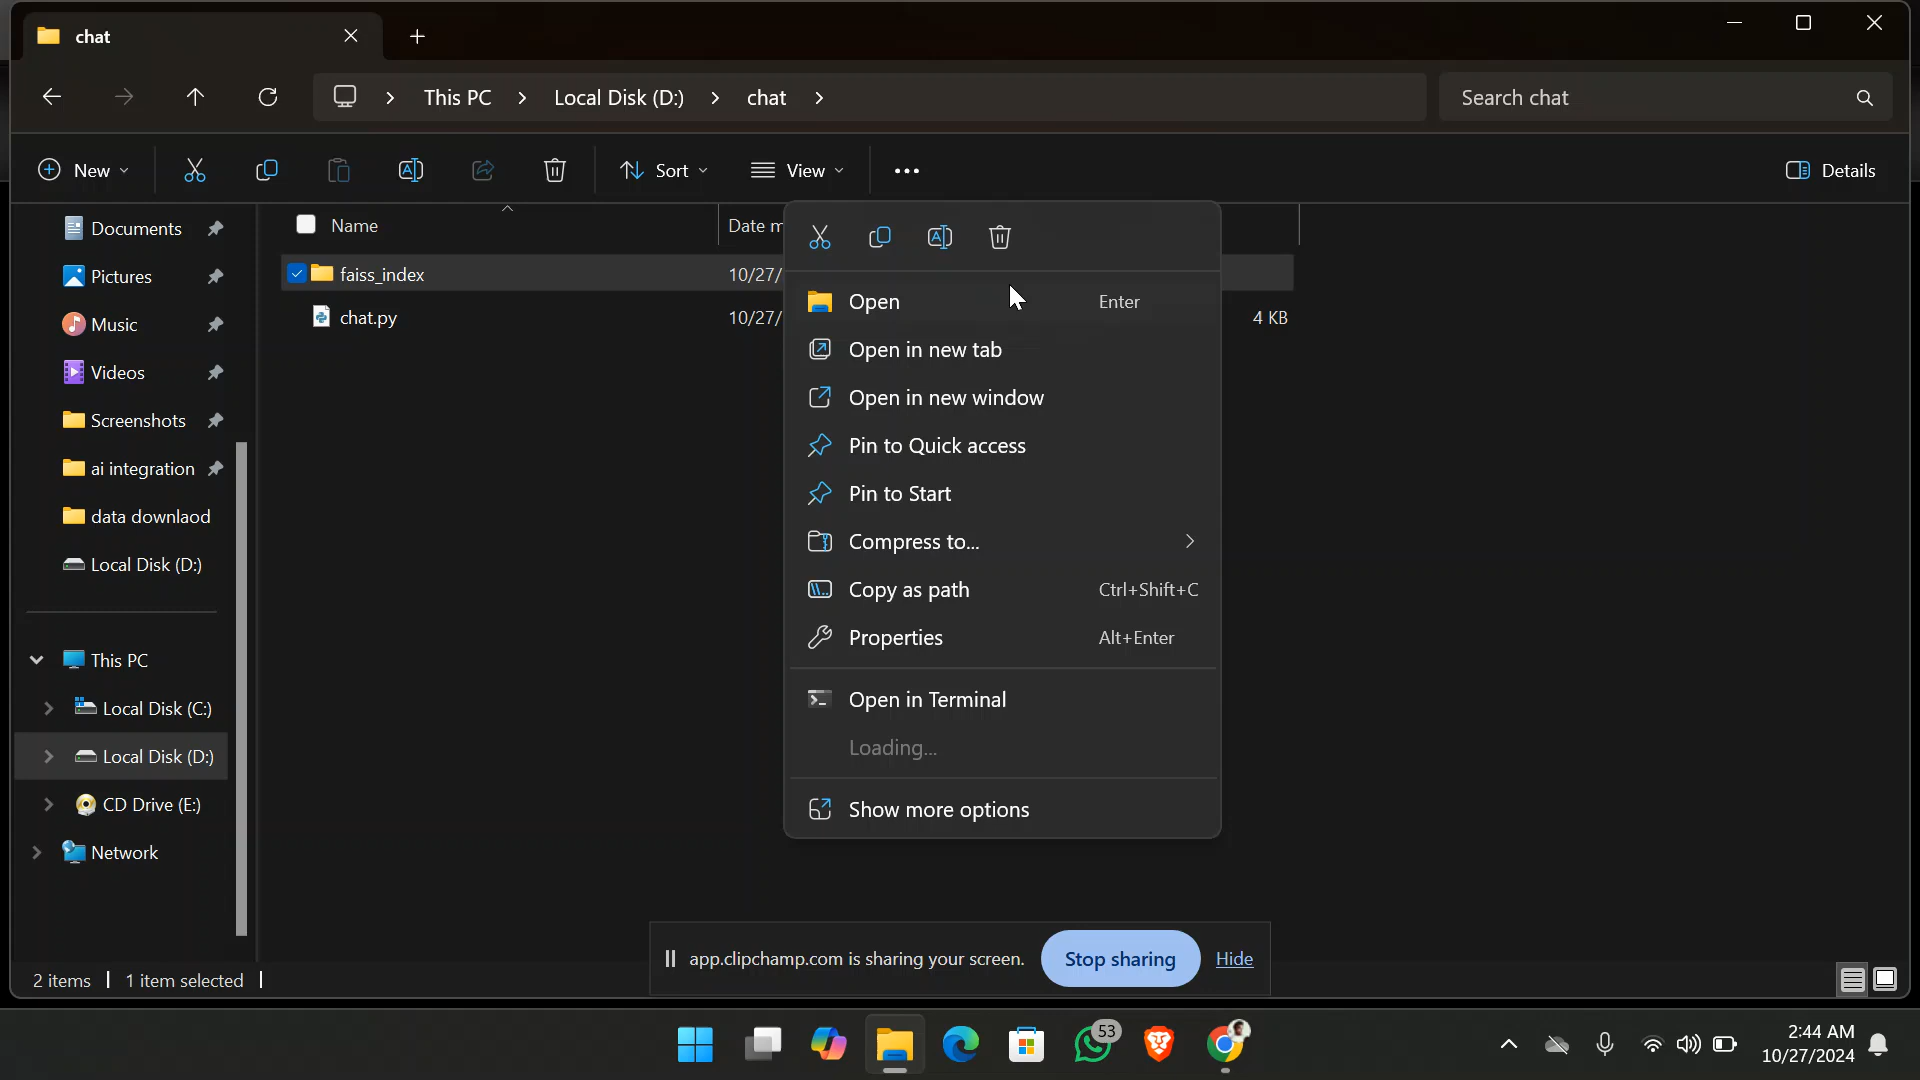 chat
This PC
Local Disk (D:)
chat
Search chat
New
Sort
View
Details
Documents
Pictures
Music
Videos
Screenshots
ai integration
data downlaod
Local Disk (D:)
This PC
Local Disk (C:)
Local Disk (D:)
CD Drive (E:)
Network
Name
Date m
faiss_index
10/27/
chat.py
10/27/
4 KB
Open
Enter
Open in new tab
Open in new window
Pin to Quick access
Pin to Start
Compress to...
Copy as path
Ctrl+Shift+C
Properties
Alt+Enter
Open in Terminal
Loading...
Show more options
app.clipchamp.com is sharing your screen.
Stop sharing
Hide
2 items
1 item selected
53
2:44 AM
10/27/2024